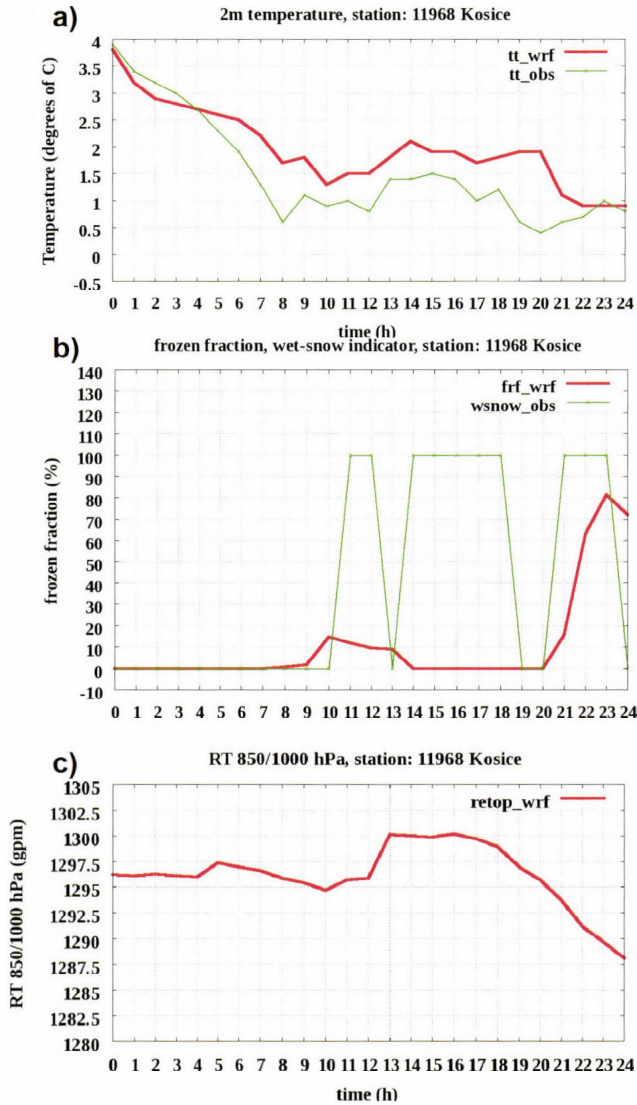 a)
2m temperature, station: 11968 Kosice
tt_wrf
tt_obs
Temperature (degrees of C)
4
3.5
3
2.5
2
1.5
1
0.5
0
-0.5
0 1 2 3 4 5 6 7 8 9 10 11 12 13 14 15 16 17 18 19 20 21 22 23 24
time (h)
b)
frozen fraction, wet-snow indicator, station: 11968 Kosice
frf_wrf
wsnow_obs
frozen fraction (%)
140
130
120
110
100
90
80
70
60
50
40
30
20
10
0
-10
0 1 2 3 4 5 6 7 8 9 10 11 12 13 14 15 16 17 18 19 20 21 22 23 24
c)
RT 850/1000 hPa, station: 11968 Kosice
retop_wrf
RT 850/1000 hPa (gpm)
1305
1302.5
1300
1297.5
1295
1292.5
1290
1287.5
1285
1282.5
1280
0 1 2 3 4 5 6 7 8 9 10 11 12 13 14 15 16 17 18 19 20 21 22 23 24
time (h)